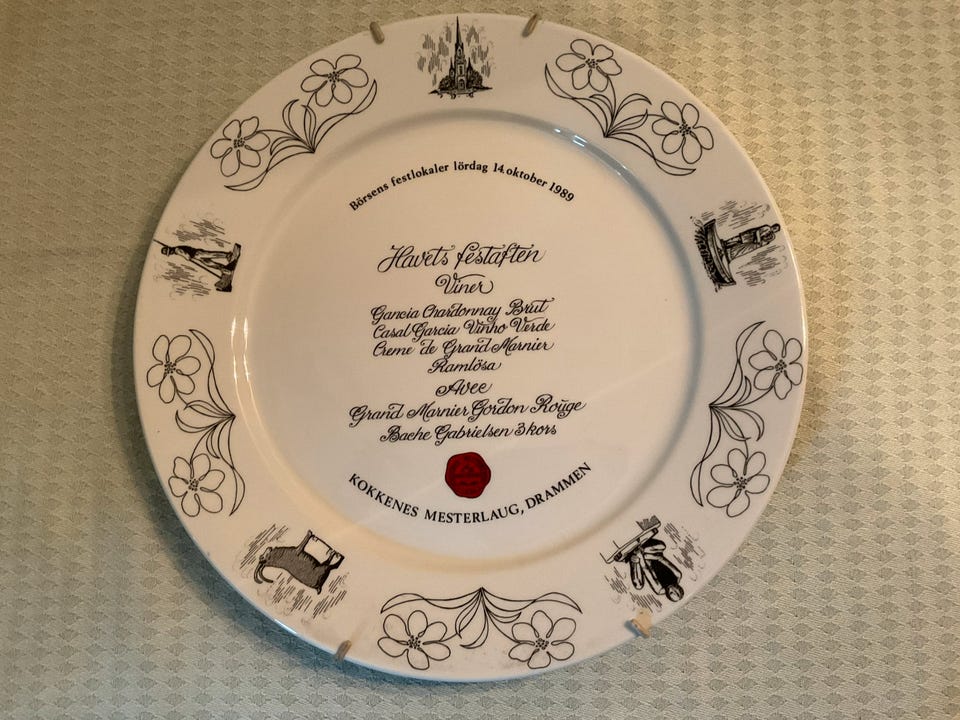 Börsens festlokaler lördag 14. oktober 1989
Havets festaften
Viner
Gancia Chardonnay Brut
Casal Garcia Vinho Verde
Creme de Grand Marnier
Ramlösa
Avec
Grand Marnier Gordon Rouge
Bache Gabrielsen 3 kors
KOKKENES MESTERLAUG, DRAMMEN